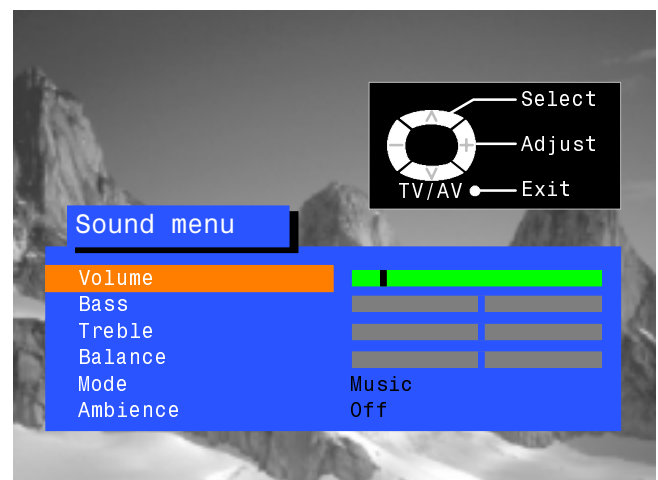 Select
Adjust
TV/AV Exit
Sound menu
Volume
Bass
Treble
Balance
Mode Music
Ambience Off